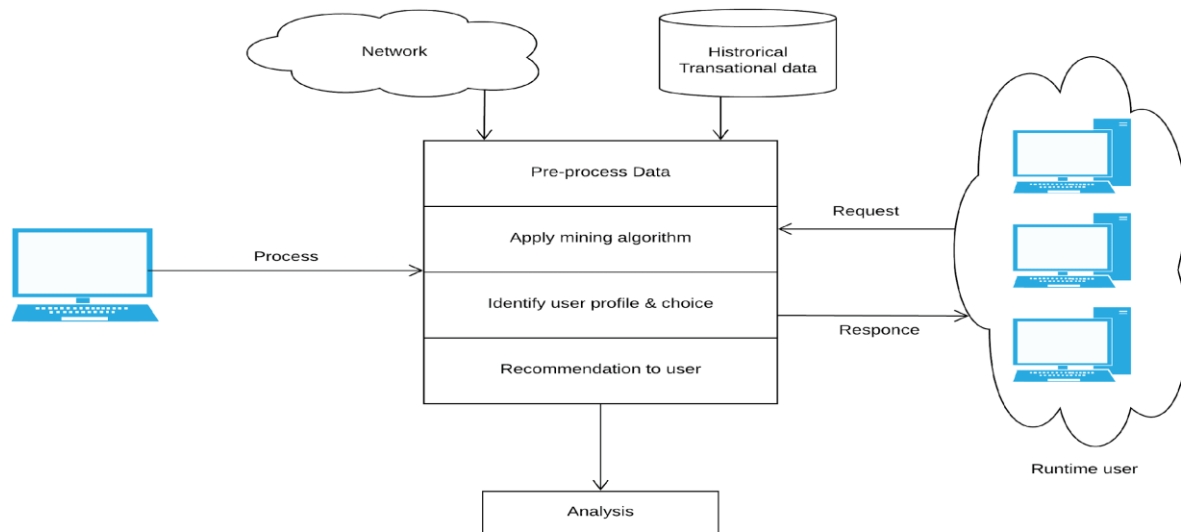 Network
Histrorical
Transational data
Pre-process Data
Request
Apply mining algorithm
Process
Identify user profile & choice
Responce
Recommendation to user
Runtime user
Analysis